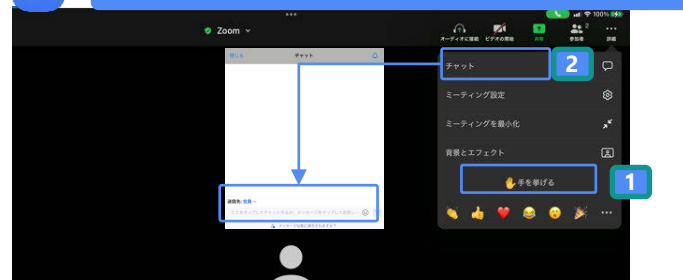 100%
Zoom
オーディオに接続
ビデオの開始
共有
参加者
2
詳細
閉じる
チャット
チャット
2
ミーティング設定
ミーティングを最小化
背景とエフェクト
手を挙げる
1
送信先: 全員